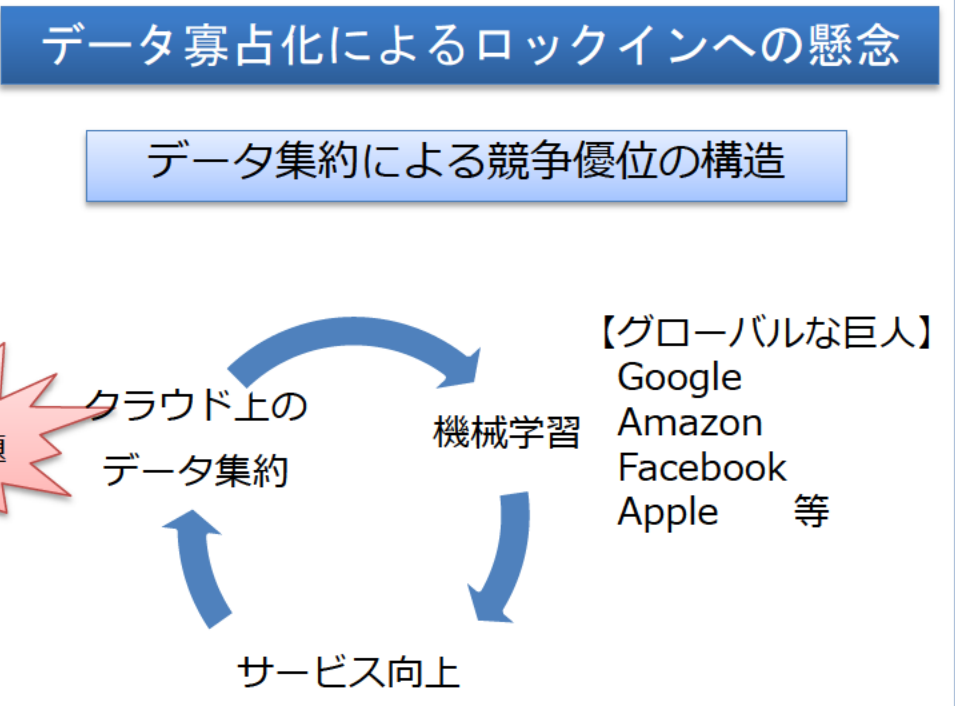 データ寡占化によるロックインへの懸念
データ集約による競争優位の構造
クラウド上の
データ集約
機械学習
サービス向上
【グローバルな巨人】
Google
Amazon
Facebook
Apple 等